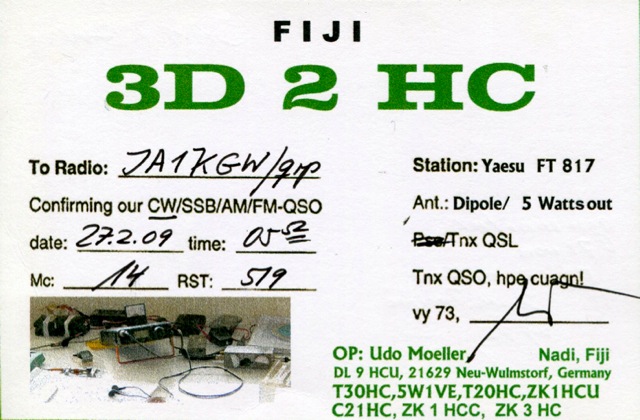 FIJI
3D 2 HC
To Radio: JA1KGW/qrp
Confirming our CW/SSB/AM/FM-QSO
date: 27.2.09 time: 05 52
Mc: 14 RST: 519
Station: Yaesu FT 817
Ant.: Dipole/ 5 Watts out
Pse/Tnx QSL
Tnx QSO, hpe cuagn!
vy 73,
OP: Udo Moeller, Nadi, Fiji
DL 9 HCU, 21629 Neu-Wulmstorf, Germany
T30HC,5W1VE,T20HC,ZK1HCU
C21HC, ZK 1 HCC, ZK 3 HC